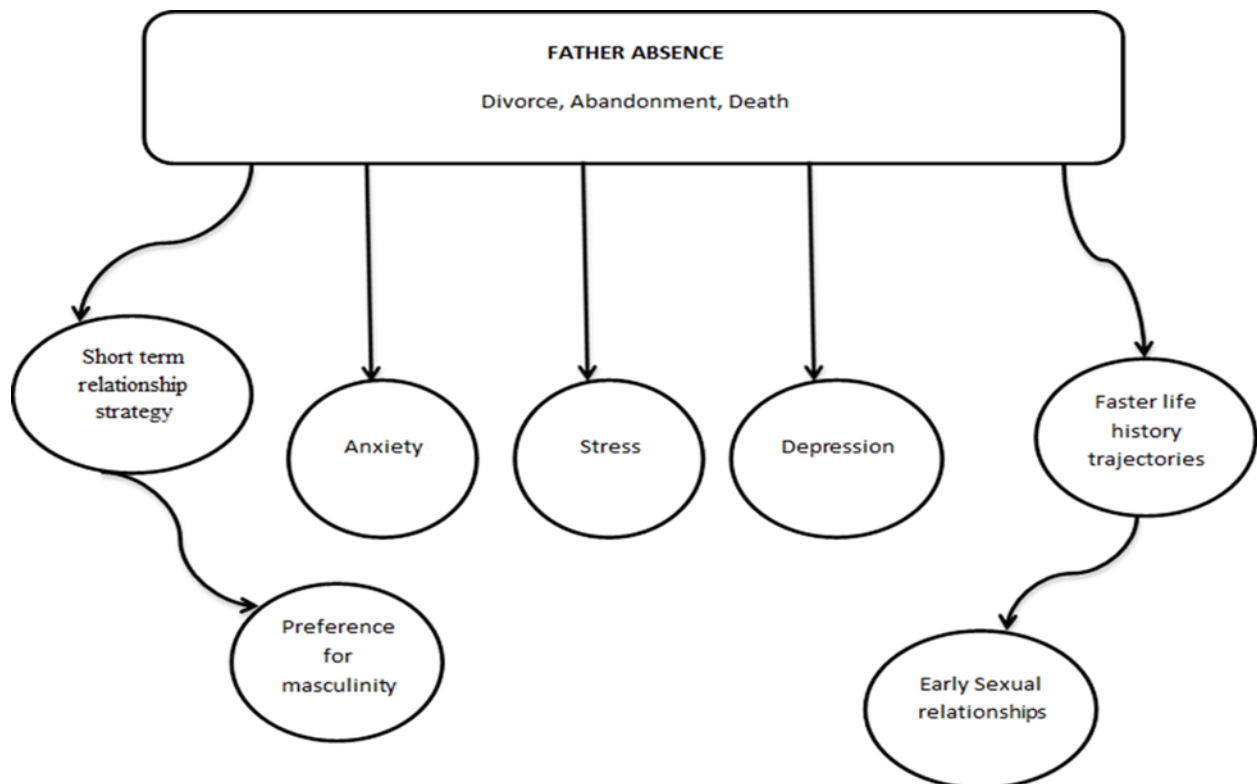 FATHER ABSENCE
Divorce, Abandonment, Death
Short term
relationship
strategy
Anxiety
Stress
Depression
Faster life
history
trajectories
Preference
for
masculinity
Early Sexual
relationships